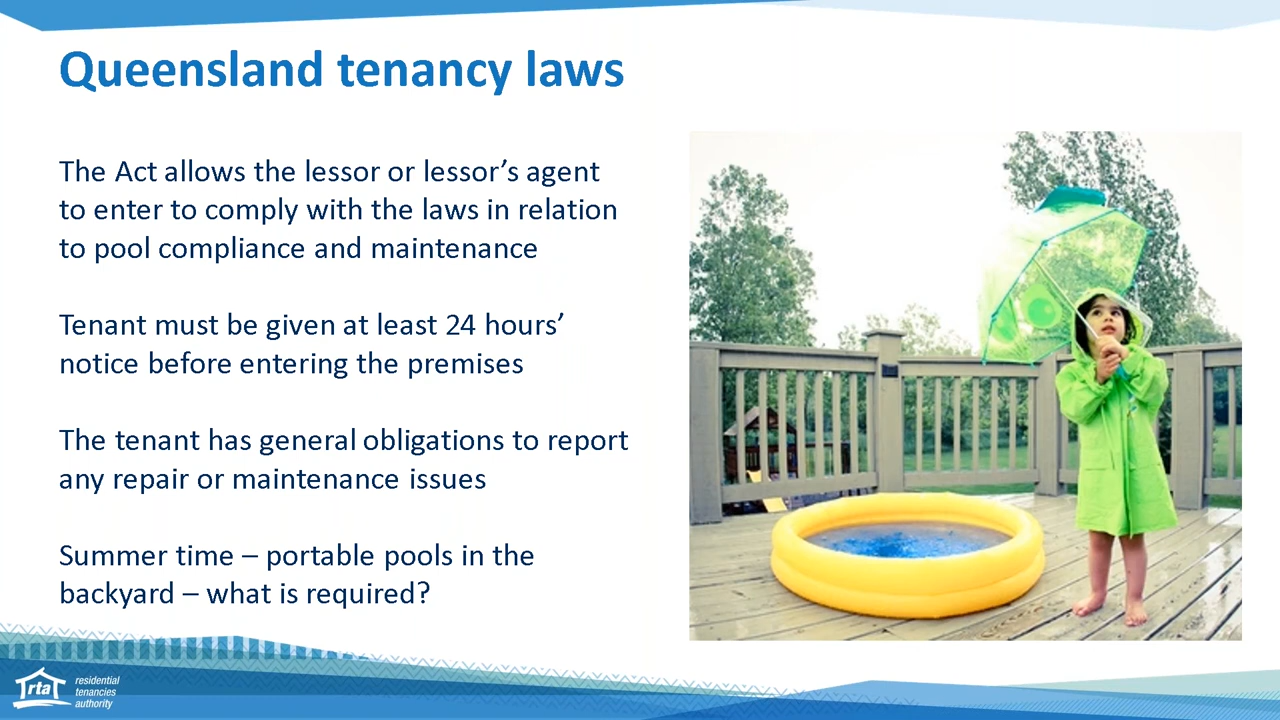 Queensland tenancy laws
The Act allows the lessor or lessor’s agent
to enter to comply with the laws in relation
to pool compliance and maintenance
Tenant must be given at least 24 hours’
notice before entering the premises
The tenant has general obligations to report
any repair or maintenance issues
Summer time – portable pools in the
backyard – what is required?
rta
residential
tenancies
authority